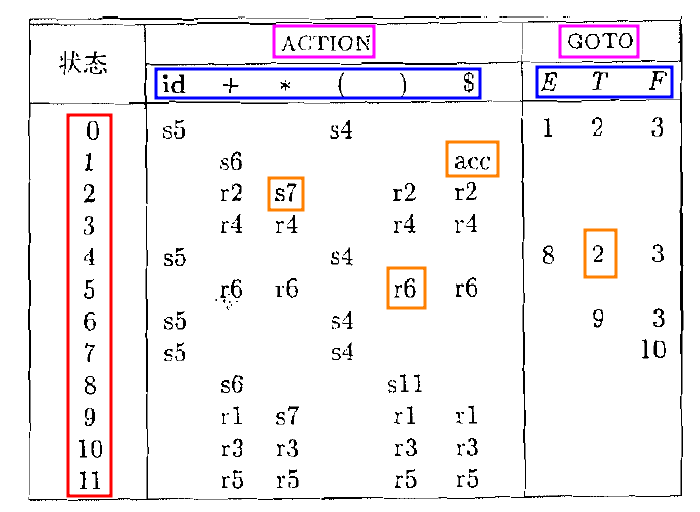 状态 ACTION GOTO
id + * ( ) $ E T F
0 s5 s4 1 2 3
1 s6 acc
2 r2 s7 r2 r2
3 r4 r4 r4 r4
4 s5 s4 8 2 3
5 r6 r6 r6 r6
6 s5 s4 9 3
7 s5 s4 10
8 s6 s11
9 r1 s7 r1 r1
10 r3 r3 r3 r3
11 r5 r5 r5 r5